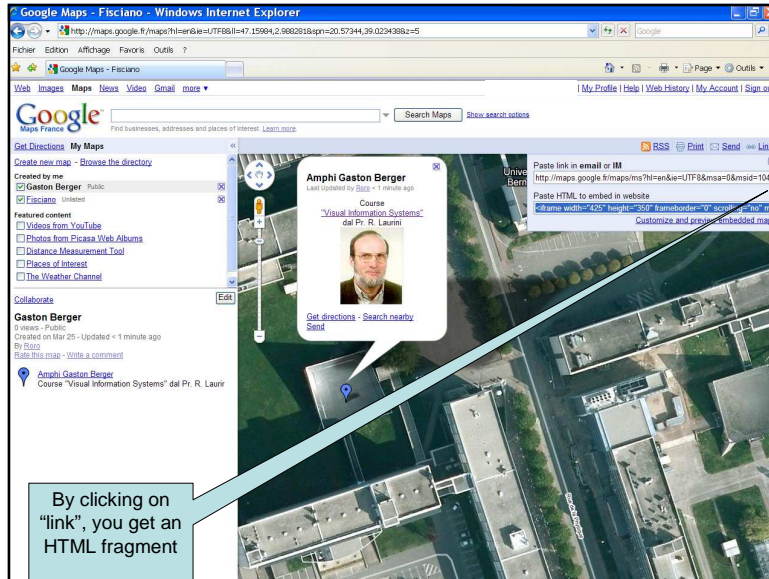 Google Maps - Fisciano - Windows Internet Explorer
http://maps.google.fr/maps?hl=en&ie=UTF8&ll=47.15984,2.988281&spn=20.57344,39.023438&z=5
Google
Fichier Edition Affichage Favoris Outils ?
Google Maps - Fisciano
Page Outils
Web Images Maps News Video Gmail more ▼
| My Profile | Help | Web History | My Account | Sign
Google
Maps France
Search Maps
Show search options
Find businesses, addresses and places of interest. Learn more.
Get Directions My Maps
«
RSS Print Send
Create new map - Browse the directory
Created by me
Gaston Berger Public
Fisciano Unlisted
Featured content
Videos from YouTube
Photos from Picasa Web Albums
Distance Measurement Tool
Places of Interest
The Weather Channel
Collaborate
Edit
Gaston Berger
0 views - Public
Created on Mar 25 - Updated < 1 minute ago
By Roro
Rate this map - Write a comment
Amphi Gaston Berger
Course "Visual Information Systems" dal Pr. R. Laurir
Amphi Gaston Berger
Last Updated by Roro < 1 minute ago
Course
"Visual Information Systems"
dal Pr. R. Laurini
Get directions - Search nearby
Send
Paste link in email or IM
http://maps.google.fr/maps/ms?hl=en&ie=UTF8&msa=0&msid=104
Paste HTML to embed in website
<iframe width="425" height="350" frameborder="0" scrolling="no" m
Customize and preview embedded map
By clicking on
“link”, you get an
HTML fragment